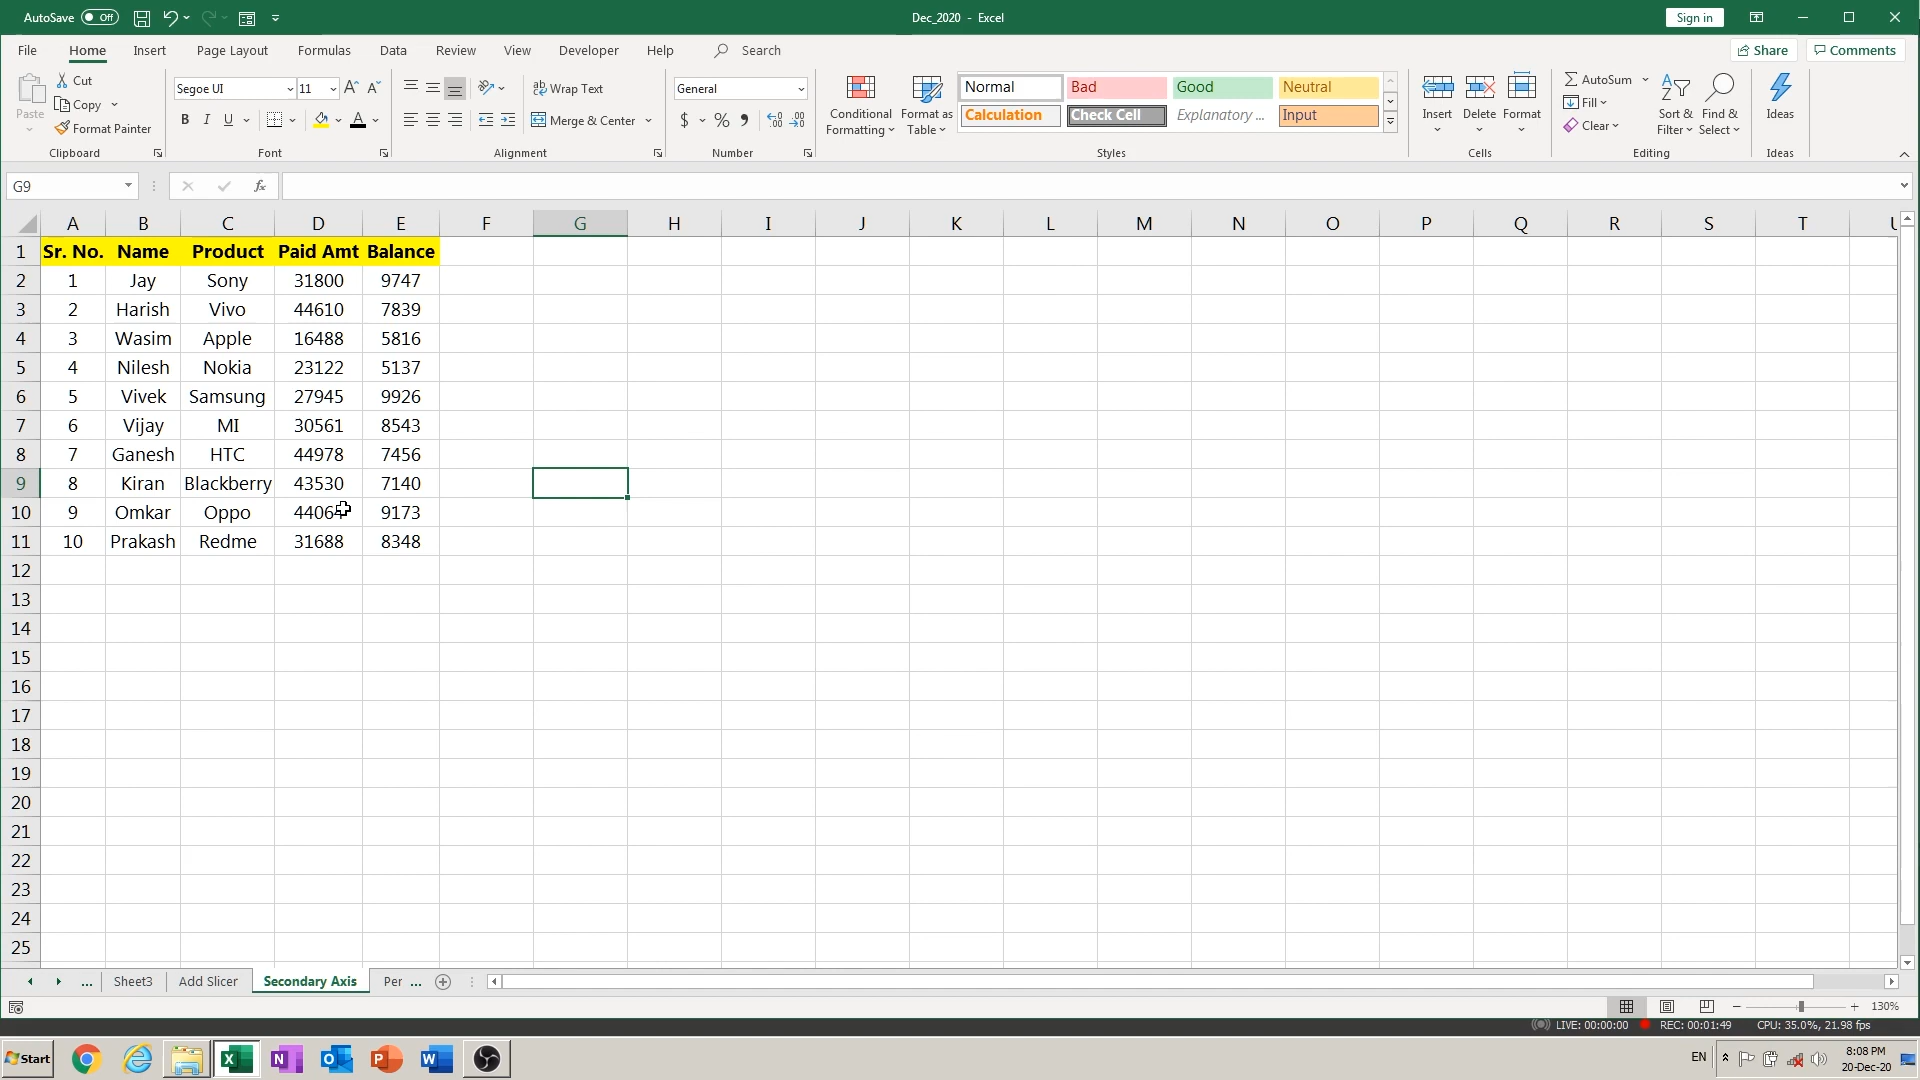 AutoSave Off Dec_2020 - Excel Sign in
File Home Insert Page Layout Formulas Data Review View Developer Help Search Share Comments
Paste Cut Copy Format Painter Clipboard
Segoe UI 11 A A B I U A Font
Wrap Text Merge & Center Alignment
General $ % Number
Conditional Formatting Format as Table Normal Bad Good Neutral
Calculation Check Cell Explanatory ... Input Styles
Insert Delete Format Cells
AutoSum Fill Clear Sort & Filter Find & Select Editing
Ideas Ideas
G9 fx
A B C D E F G H I J K L M N O P Q R S T
1 Sr. No. Name Product Paid Amt Balance
2 1 Jay Sony 31800 9747
3 2 Harish Vivo 44610 7839
4 3 Wasim Apple 16488 5816
5 4 Nilesh Nokia 23122 5137
6 5 Vivek Samsung 27945 9926
7 6 Vijay MI 30561 8543
8 7 Ganesh HTC 44978 7456
9 8 Kiran Blackberry 43530 7140
10 9 Omkar Oppo 44064 9173
11 10 Prakash Redme 31688 8348
12
13
14
15
16
17
18
19
20
21
22
23
24
25
... Sheet3 Add Slicer Secondary Axis Per ...
130%
LIVE: 00:00:00 REC: 00:01:49 CPU: 35.0%, 21.98 fps
Start EN 8:08 PM
20-Dec-20